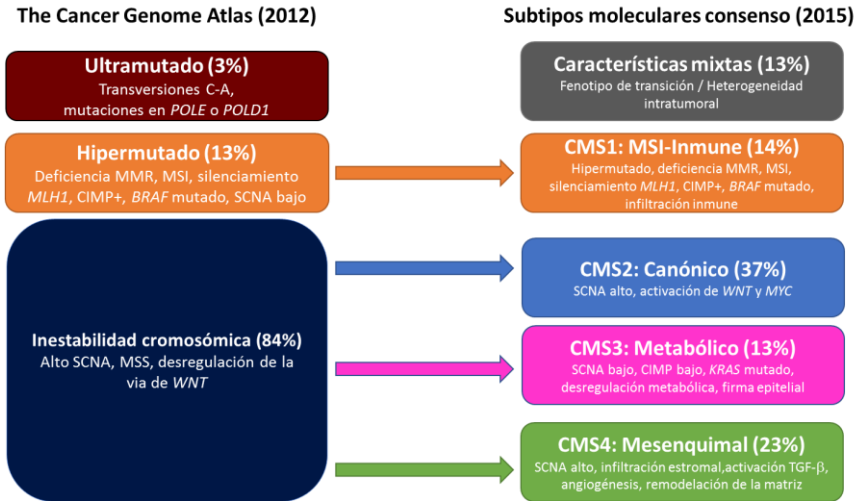 The Cancer Genome Atlas (2012)
Ultramutado (3%)
Transversiones C-A,
mutaciones en POLE o POLD1
Hipermutado (13%)
Deficiencia MMR, MSI, silenciamiento
MLH1, CIMP+, BRAF mutado, SCNA bajo
Inestabilidad cromosómica (84%)
Alto SCNA, MSS, desregulación de la
via de WNT
Subtipos moleculares consenso (2015)
Características mixtas (13%)
Fenotipo de transición / Heterogeneidad
intratumoral
CMS1: MSI-Inmune (14%)
Hipermutado, deficiencia MMR, MSI,
silenciamiento MLH1, CIMP+, BRAF mutado,
infiltración inmune
CMS2: Canónico (37%)
SCNA alto, activación de WNT y MYC
CMS3: Metabólico (13%)
SCNA bajo, CIMP bajo, KRAS mutado,
desregulación metabólica, firma epitelial
CMS4: Mesenquimal (23%)
SCNA alto, infiltración estromal,activación TGF-β,
angiogénesis, remodelación de la matriz